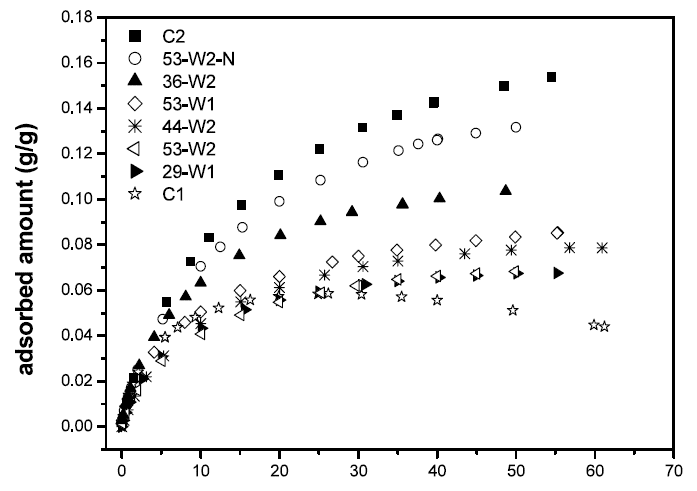 0.18
0.16
0.14
0.12
0.10
0.08
0.06
0.04
0.02
0.00
adsorbed amount (g/g)
C2
53-W2-N
36-W2
53-W1
44-W2
53-W2
29-W1
C1
0 10 20 30 40 50 60 70